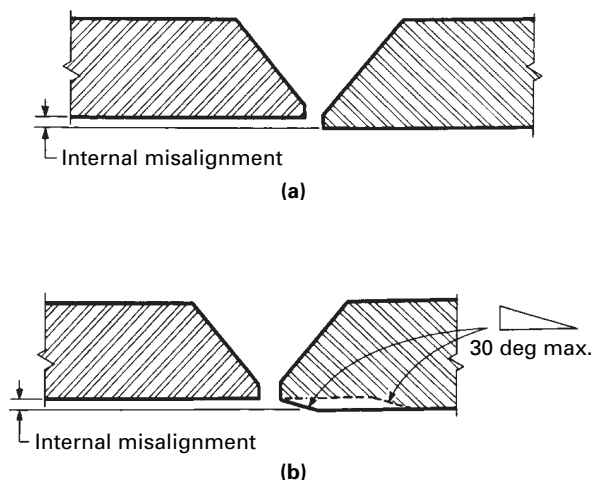 Internal misalignment
(a)
30 deg max.
Internal misalignment
(b)